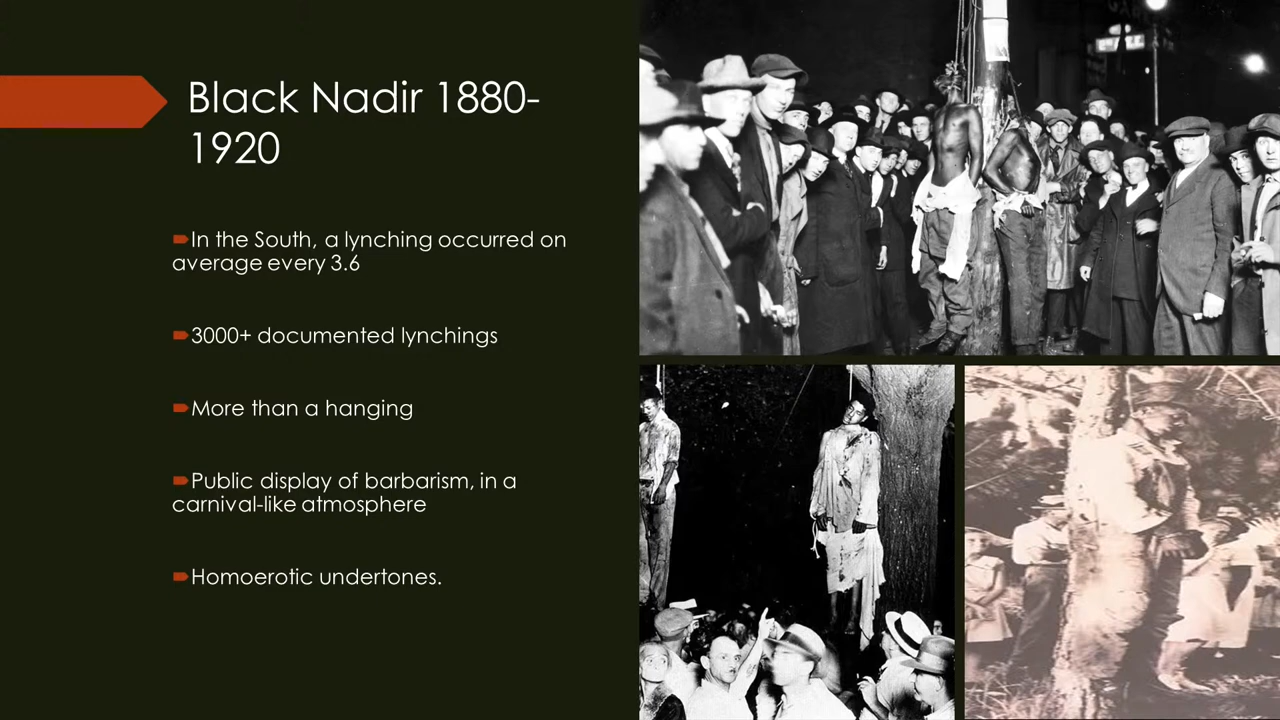 Black Nadir 1880-
1920
In the South, a lynching occurred on
average every 3.6
3000+ documented lynchings
More than a hanging
Public display of barbarism, in a
carnival-like atmosphere
Homoerotic undertones.